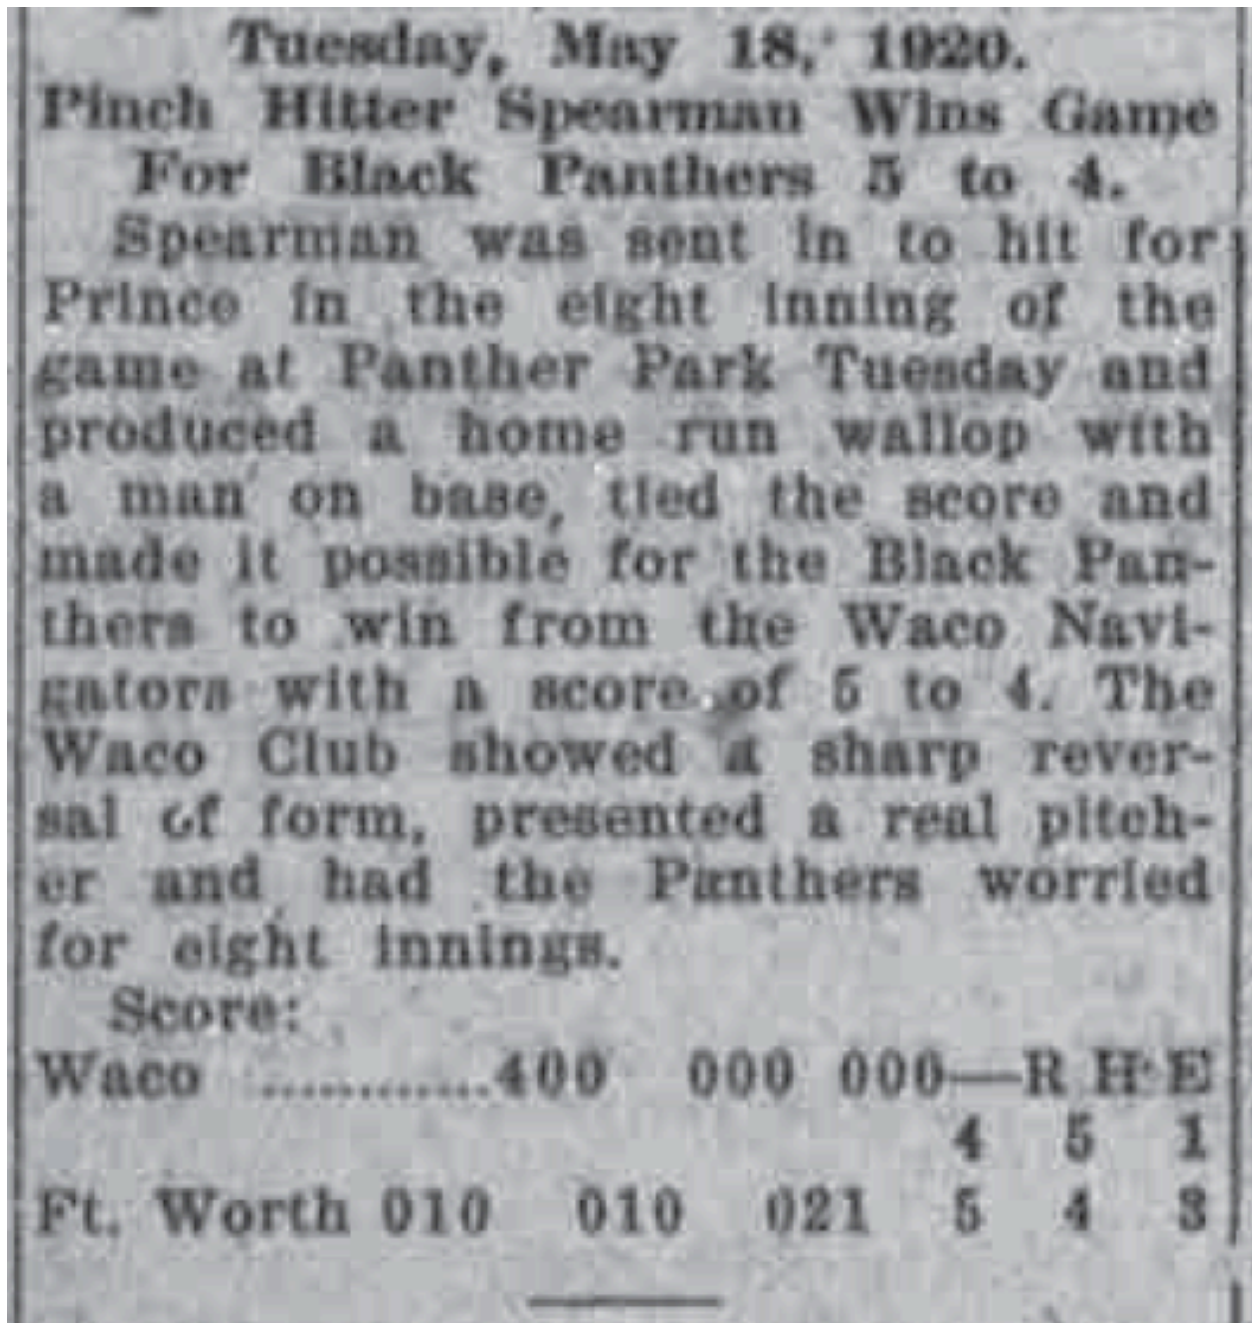 Tuesday, May 18, 1920.
Pinch Hitter Spearman Wins Game
For Black Panthers 5 to 4.
Spearman was sent in to hit for
Prince in the eight inning of the
game at Panther Park Tuesday and
produced a home run wallop with
a man on base, tied the score and
made it possible for the Black Pan-
thers to win from the Waco Navi-
gators with a score of 5 to 4. The
Waco Club showed a sharp rever-
sal of form, presented a real pitch-
er and had the Panthers worried
for eight innings.
Score:
Waco ............400 000 000—R H E
4 5 1
Ft. Worth 010 010 021 5 4 3